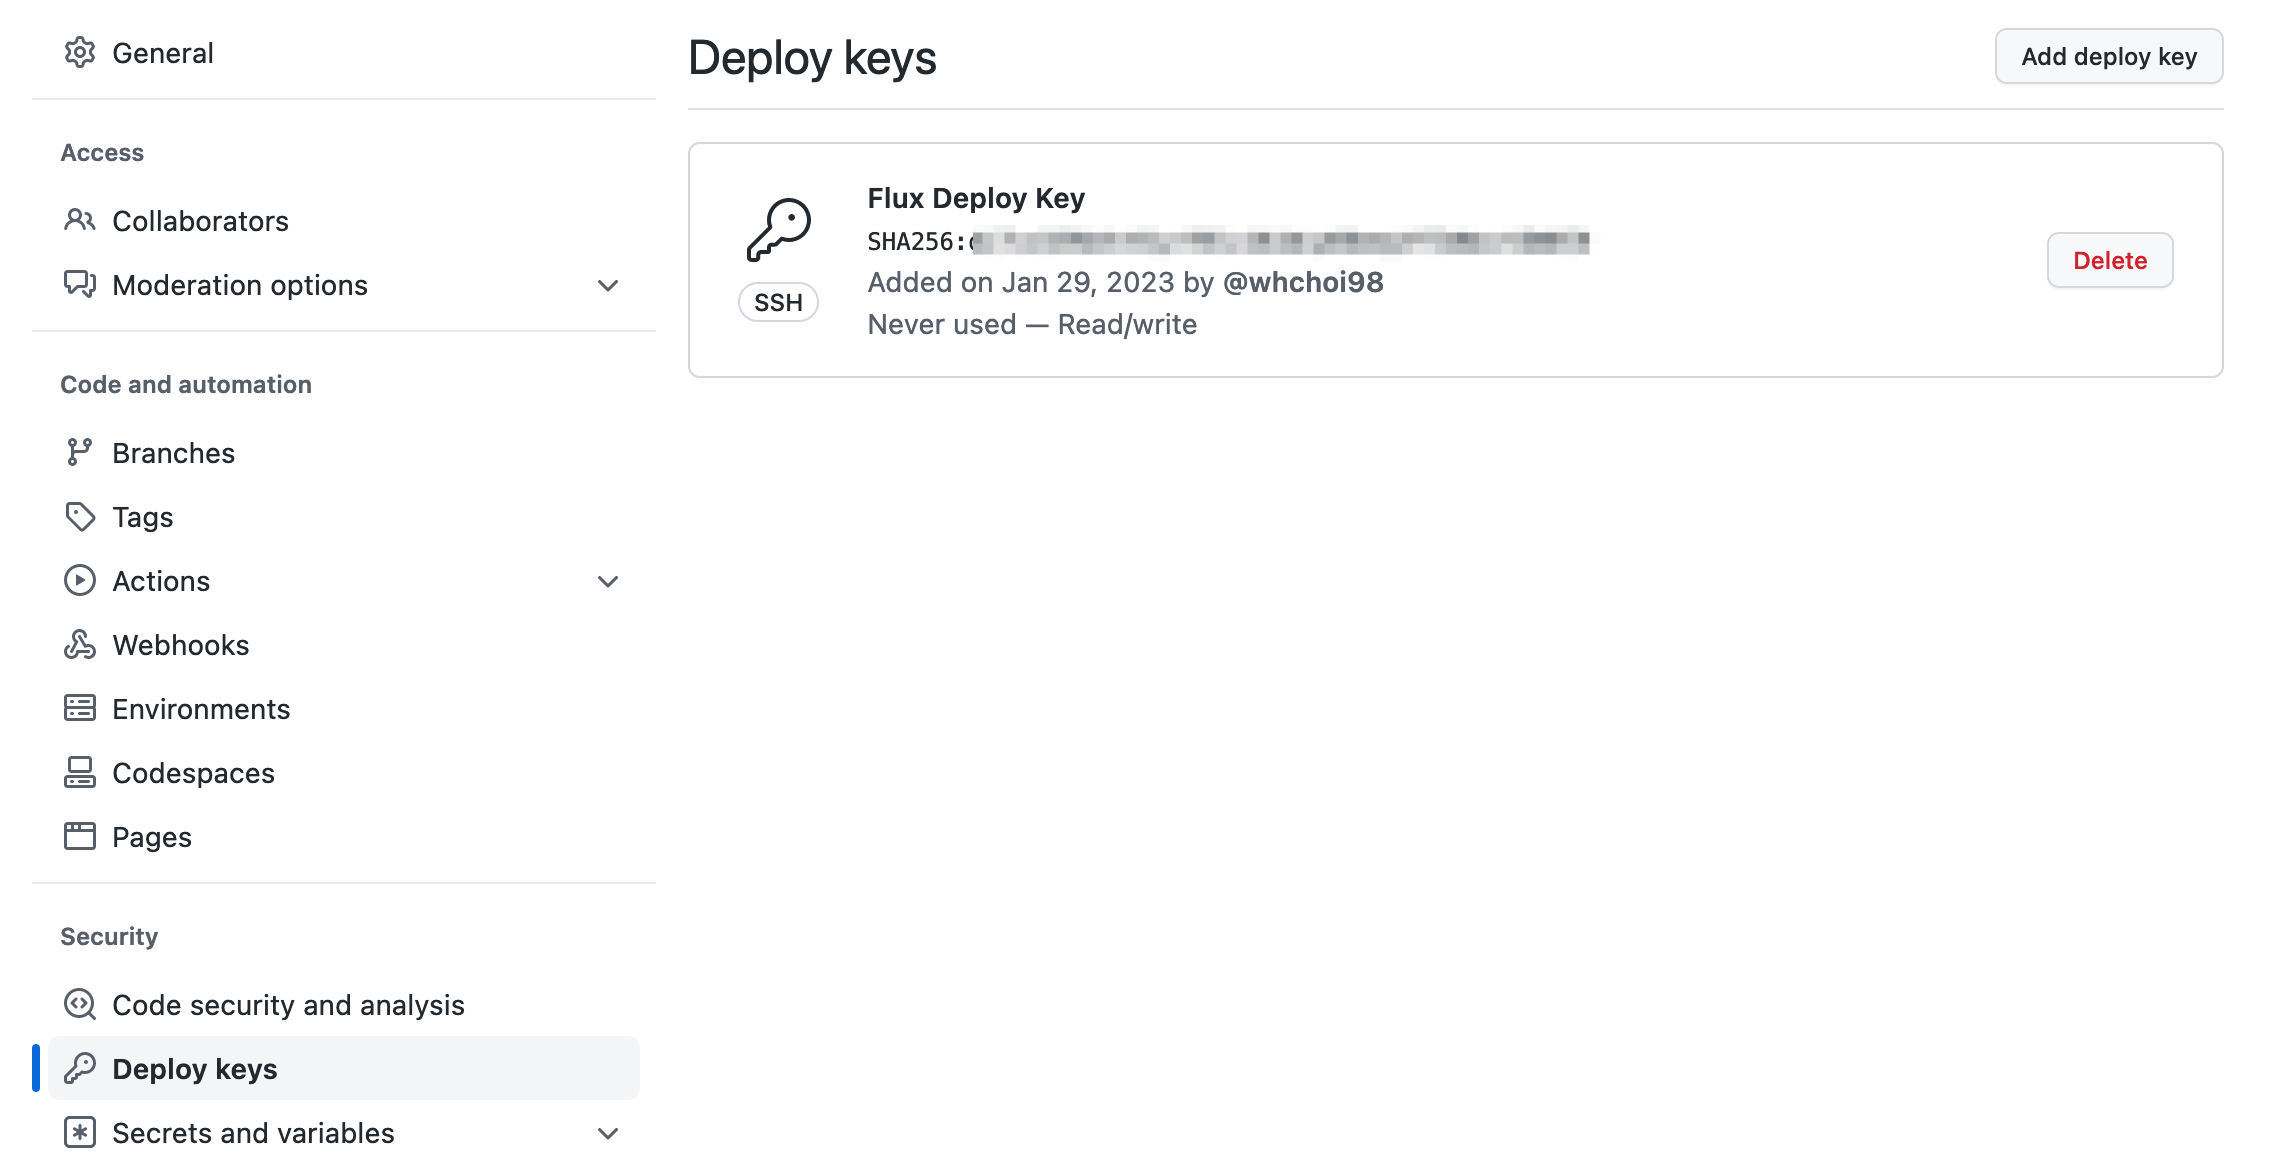 General
Access
Collaborators
Moderation options
Code and automation
Branches
Tags
Actions
Webhooks
Environments
Codespaces
Pages
Security
Code security and analysis
Deploy keys
Secrets and variables
Deploy keys
Add deploy key
Flux Deploy Key
SHA256:
Added on Jan 29, 2023 by @whchoi98
Never used — Read/write
SSH
Delete